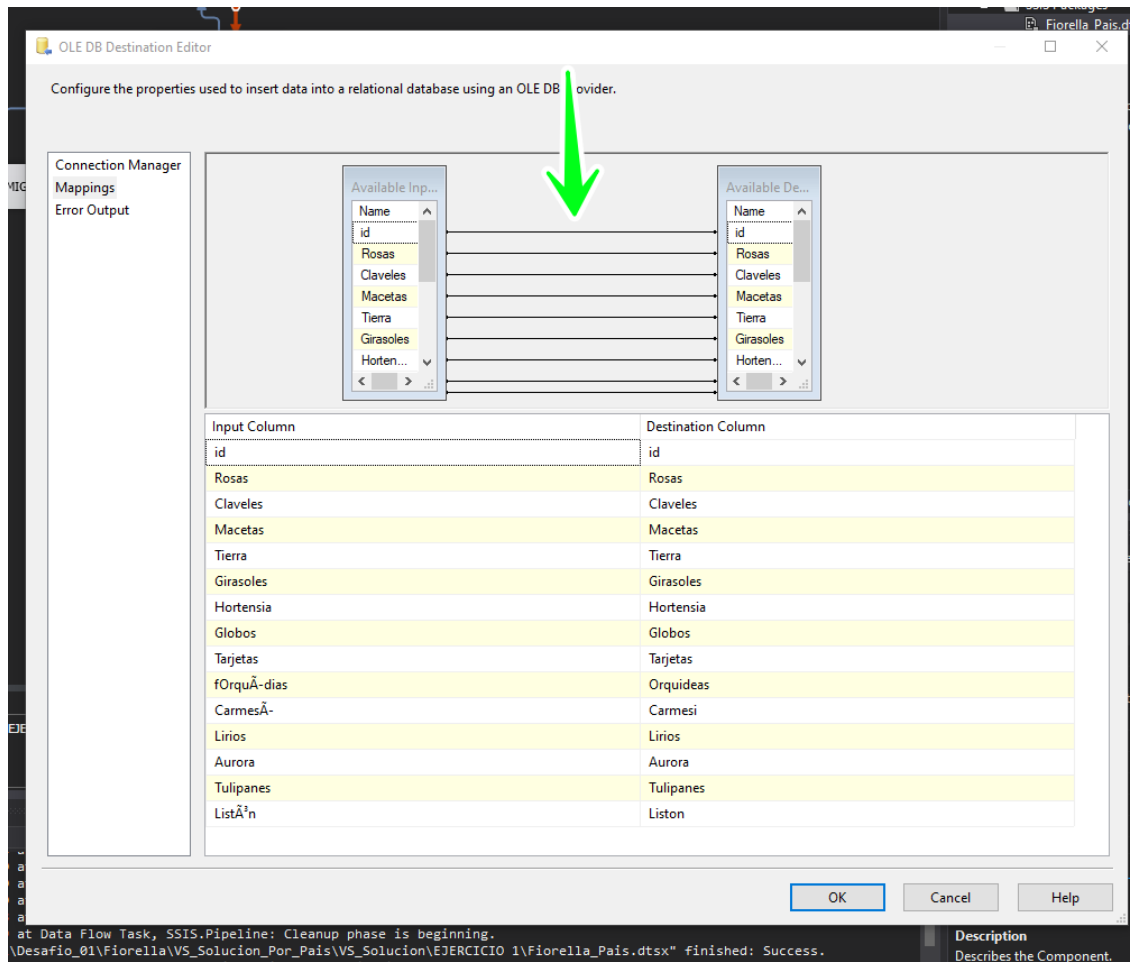 SSIS Packages
Fiorella_Pais.d
OLE DB Destination Editor
Configure the properties used to insert data into a relational database using an OLE DB
Connection Manager
Mappings
Error Output
Available Inp...
Name
id
Rosas
Claveles
Macetas
Tierra
Girasoles
Horten...
Available De...
Name
id
Rosas
Claveles
Macetas
Tierra
Girasoles
Horten...
Input Column Destination Column
id id
Rosas Rosas
Claveles Claveles
Macetas Macetas
Tierra Tierra
Girasoles Girasoles
Hortensia Hortensia
Globos Globos
Tarjetas Tarjetas
fOrquÃ-dias Orquideas
CarmesÃ- Carmesi
Lirios Lirios
Aurora Aurora
Tulipanes Tulipanes
ListÃ³n Liston
OK Cancel Help
at Data Flow Task, SSIS.Pipeline: Cleanup phase is beginning.
\Desafio_01\Fiorella\VS_Solucion_Por_Pais\VS_Solucion\EJERCICIO 1\Fiorella_Pais.dtsx" finished: Success.
Description
Describes the Component.